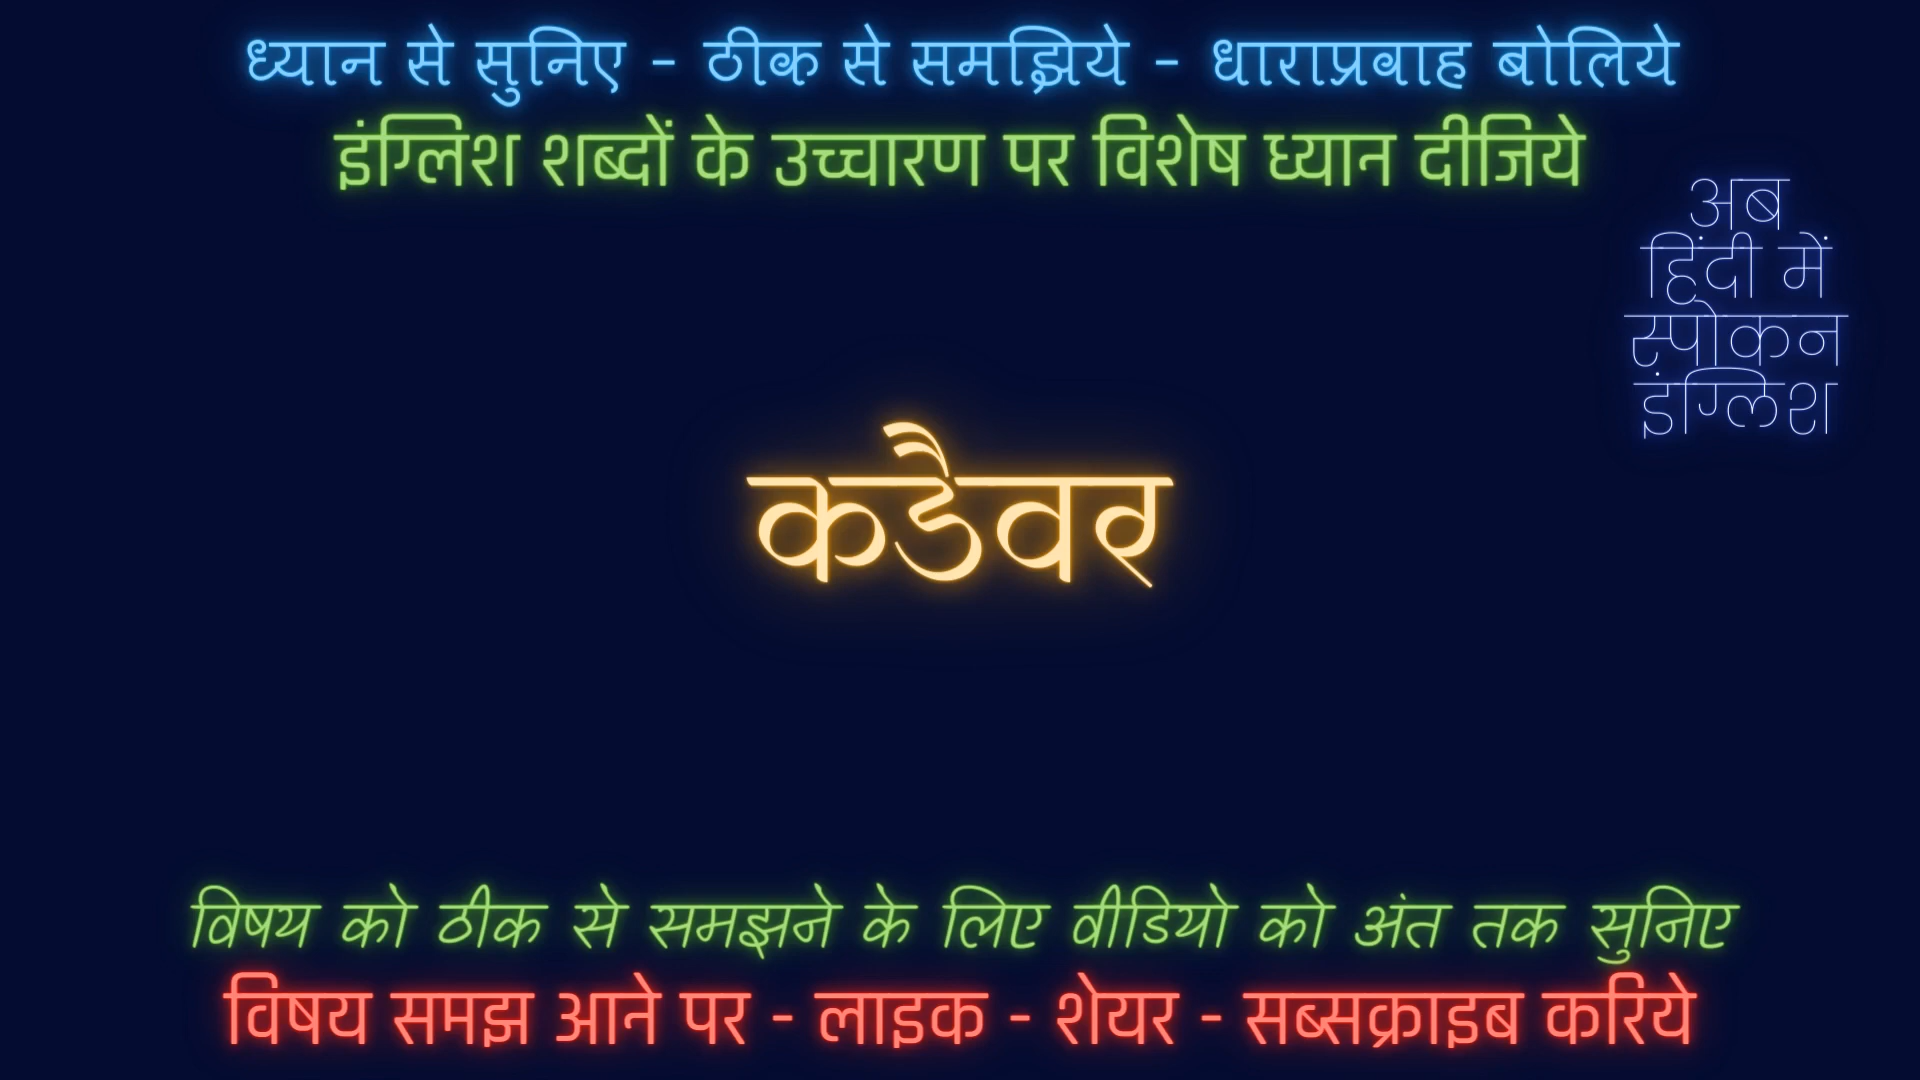 ध्यान से सुनिए - ठीक से समझिये - धाराप्रवाह बोलिये
इंग्लिश शब्दों के उच्चारण पर विशेष ध्यान दीजिये
अब
हिंदी में
स्पोकन
इंग्लिश
कडैवर
विषय को ठीक से समझने के लिए वीडियो को अंत तक सुनिए
विषय समझ आने पर - लाइक - शेयर - सब्सक्राइब करिये